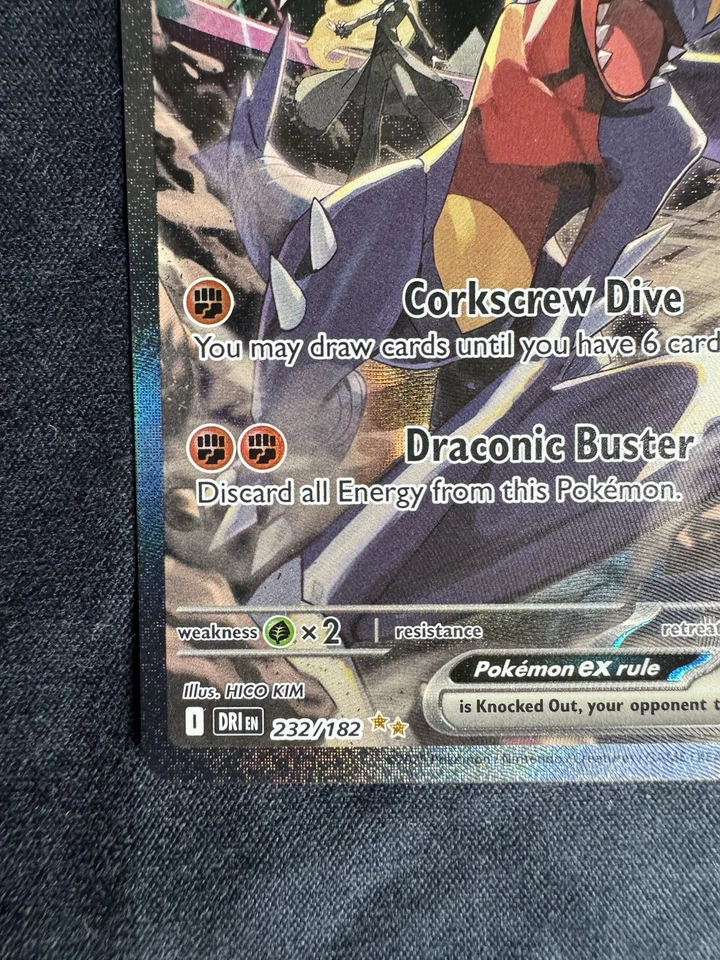 Corkscrew Dive
You may draw cards until you have 6 card
Draconic Buster
Discard all Energy from this Pokémon.
weakness ×2 resistance retreat
Pokémon ex rule
is Knocked Out, your opponent t
Illus. HICO KIM
I DRI EN 232/182